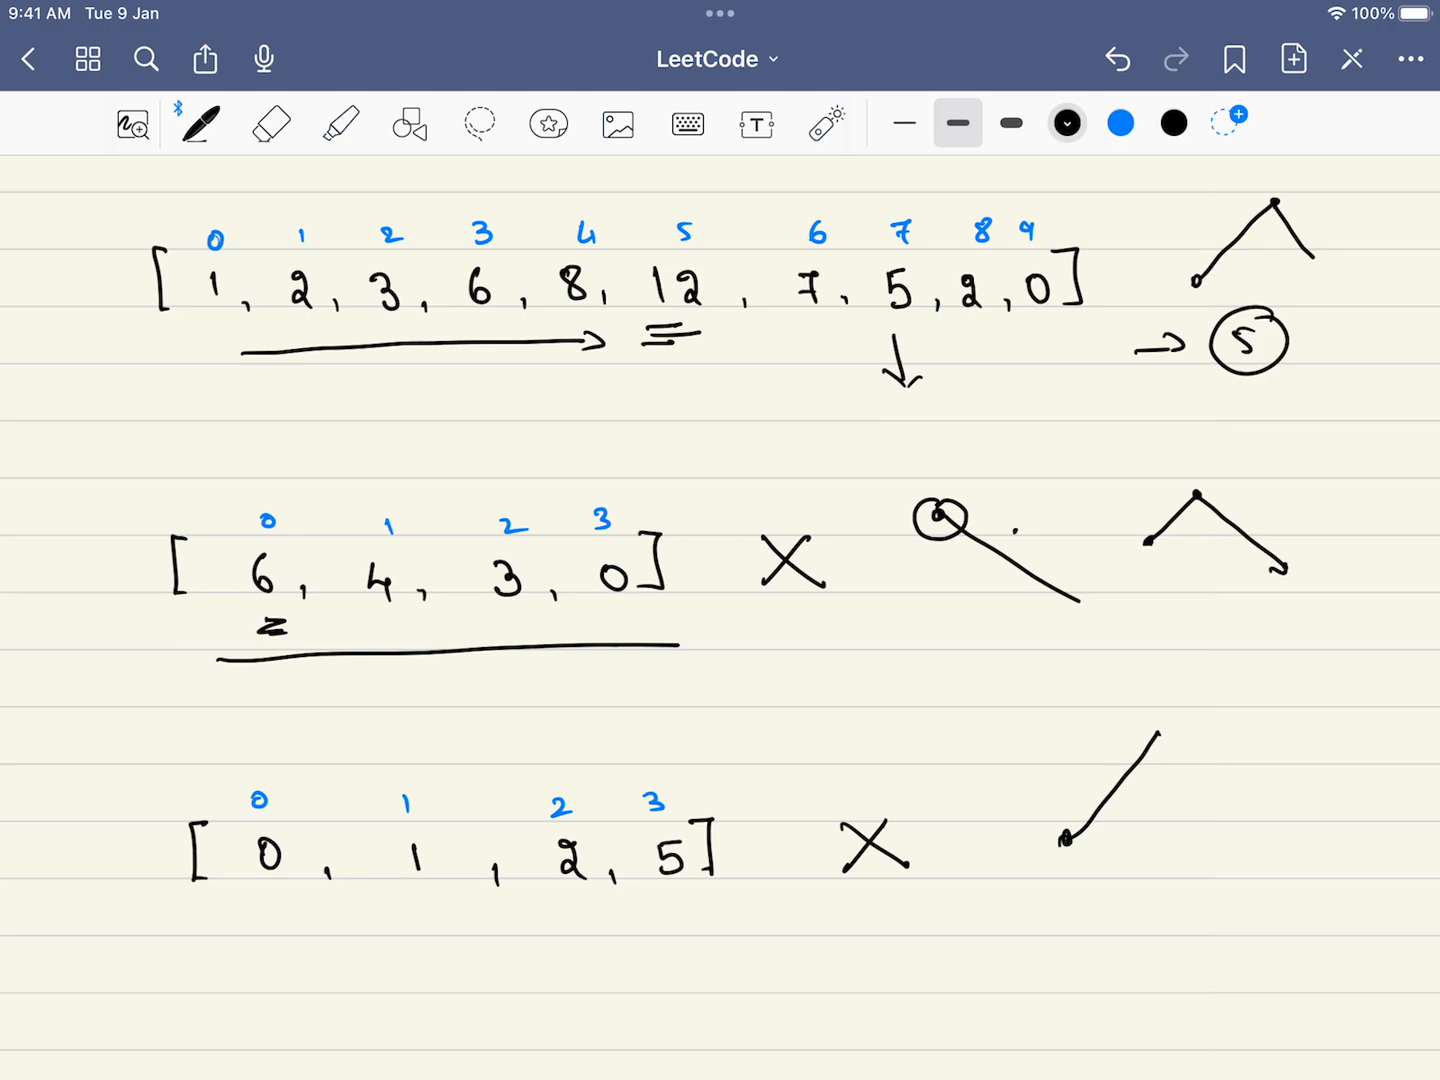 9:41 AM Tue 9 Jan 100%
LeetCode
T
0 1 2 3 4 5 6 7 8 9
[ 1, 2, 3, 6, 8, 12, 7, 5, 2, 0 ]
→ 5
0 1 2 3
[ 6, 4, 3, 0 ] X
0 1 2 3
[ 0, 1, 2, 5 ] X